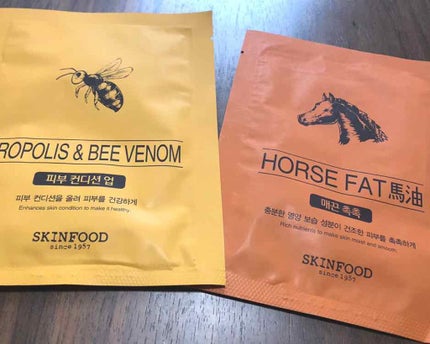 ROPOLIS & BEE VENOM
피부 컨디션 업
피부 컨디션을 올려 피부를 건강하게
Enhances skin condition to make it healthy
SKINFOOD
since 1957
HORSE FAT 馬油
매끈 촉촉
충분한 영양 보습 성분이 건조한 피부를 촉촉하게
Rich nutrients to make skin moist and smooth
SKINFOOD
since 1957